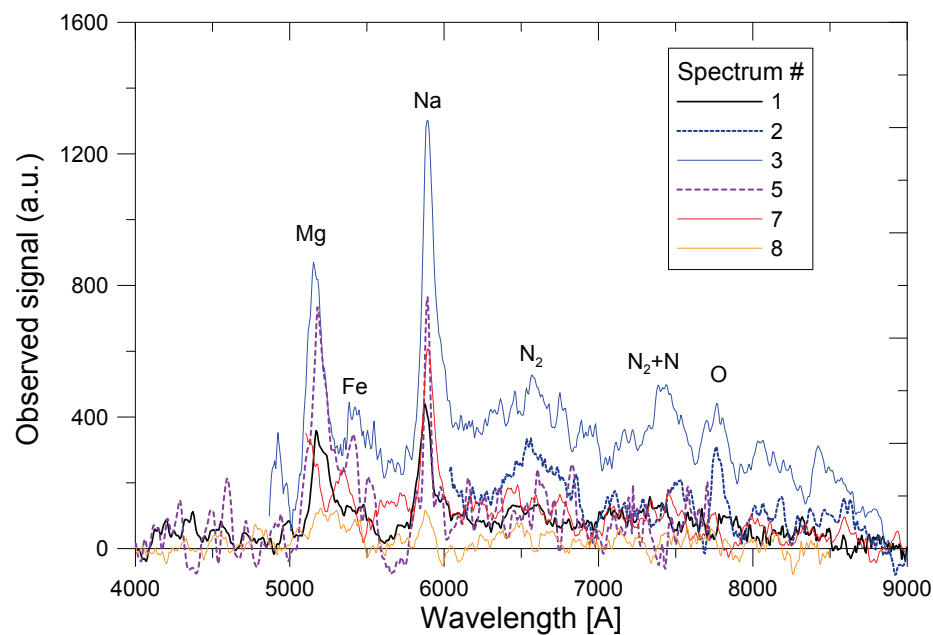 1600
1200
800
400
0
Observed signal (a.u.)
4000 5000 6000 7000 8000 9000
Wavelength [A]
Mg
Fe
Na
N₂
N₂+N
O
Spectrum #
1
2
3
5
7
8